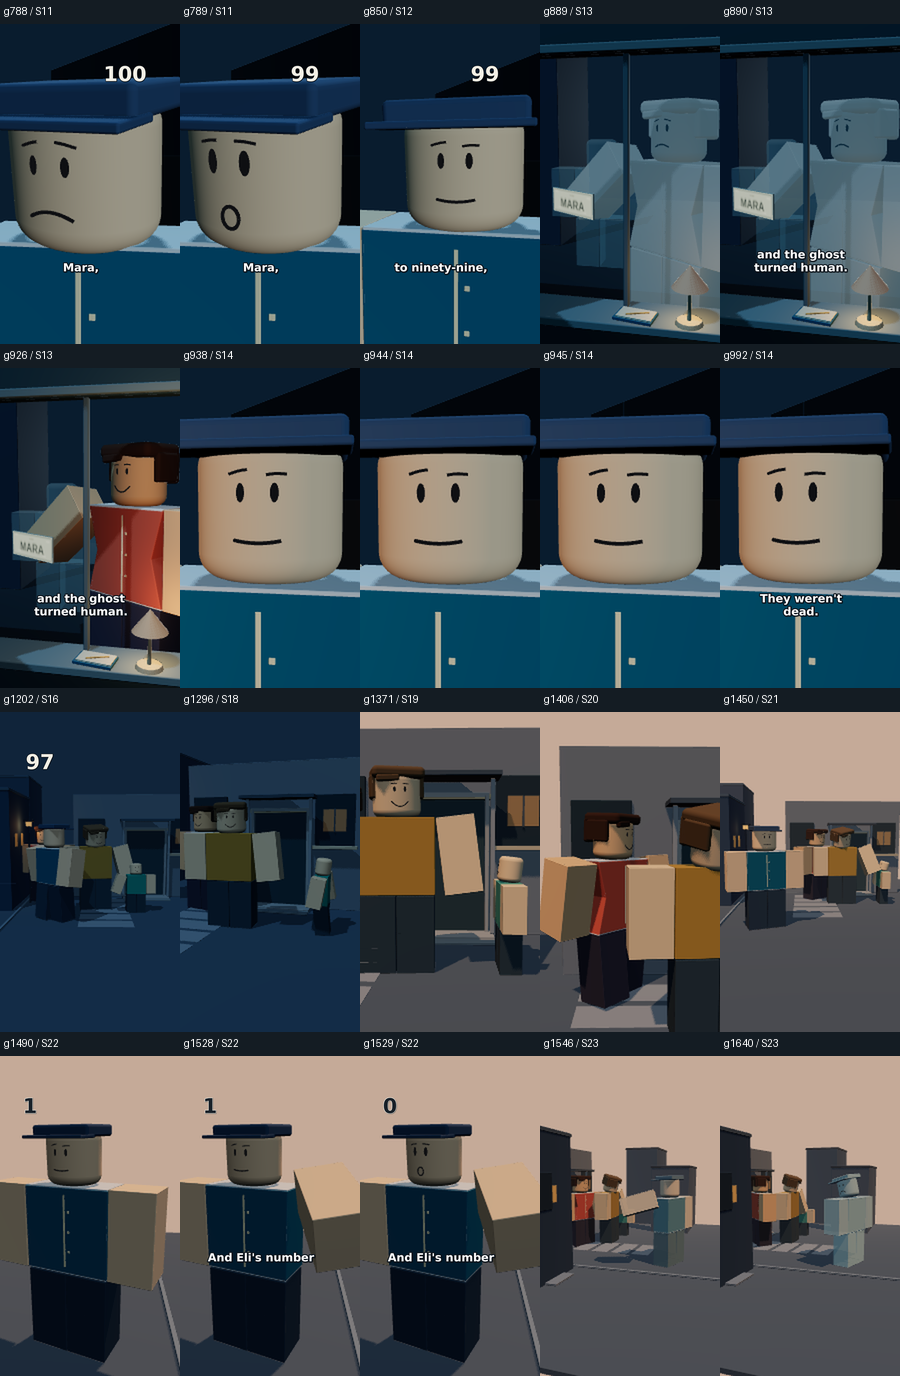 g788 / S11
g789 / S11
g850 / S12
g889 / S13
g890 / S13
100
99
99
MARA
MARA
Mara,
Mara,
to ninety-nine,
and the ghost
turned human.
g926 / S13
g938 / S14
g944 / S14
g945 / S14
g992 / S14
MARA
and the ghost
turned human.
They weren't
dead.
g1202 / S16
g1296 / S18
g1371 / S19
g1406 / S20
g1450 / S21
97
g1490 / S22
g1528 / S22
g1529 / S22
g1546 / S23
g1640 / S23
1
1
0
And Eli's number
And Eli's number